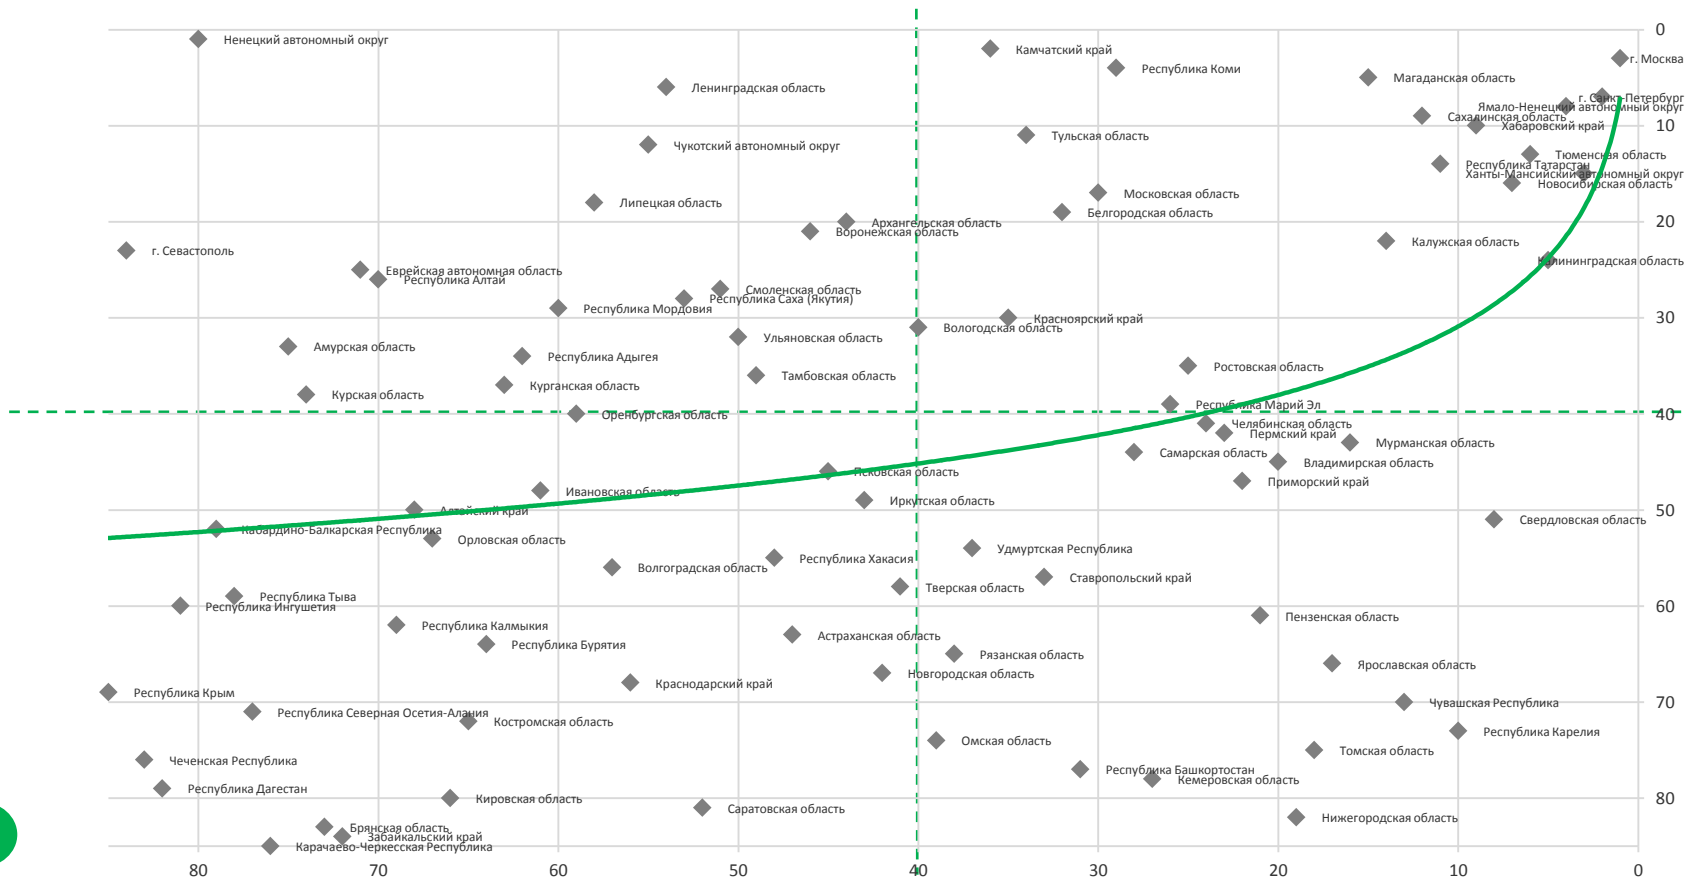 0
Ненецкий автономный округ
Камчатский край
г. Москва
Республика Коми
Магаданская область
Ленинградская область
г. Санкт-Петербург
Ямало-Ненецкий автономный округ
Сахалинская область
Хабаровский край
10
Тульская область
Чукотский автономный округ
Тюменская область
Республика Татарстан
Ханты-Мансийский автономный округ
Новосибирская область
Московская область
Липецкая область
Белгородская область
20
Архангельская область
Воронежская область
Калужская область
г. Севастополь
Калининградская область
Еврейская автономная область
Республика Алтай
Смоленская область
Республика Саха (Якутия)
Республика Мордовия
30
Красноярский край
Вологодская область
Ульяновская область
Амурская область
Республика Адыгея
Ростовская область
Тамбовская область
Курганская область
Курская область
Республика Марий Эл
40
Оренбургская область
Челябинская область
Пермский край
Мурманская область
Самарская область
Владимирская область
Псковская область
Приморский край
Ивановская область
Иркутская область
50
Алтайский край
Свердловская область
Кабардино-Балкарская Республика
Орловская область
Удмуртская Республика
Республика Хакасия
Волгоградская область
Ставропольский край
Тверская область
Республика Тыва
60
Республика Ингушетия
Пензенская область
Республика Калмыкия
Астраханская область
Республика Бурятия
Рязанская область
Ярославская область
Новгородская область
Краснодарский край
Республика Крым
70
Чувашская Республика
Республика Северная Осетия-Алания
Костромская область
Республика Карелия
Омская область
Томская область
Чеченская Республика
Республика Башкортостан
Кемеровская область
Республика Дагестан
80
Кировская область
Саратовская область
Нижегородская область
Брянская область
Забайкальский край
Карачаево-Черкесская Республика
80 70 60 50 40 30 20 10 0